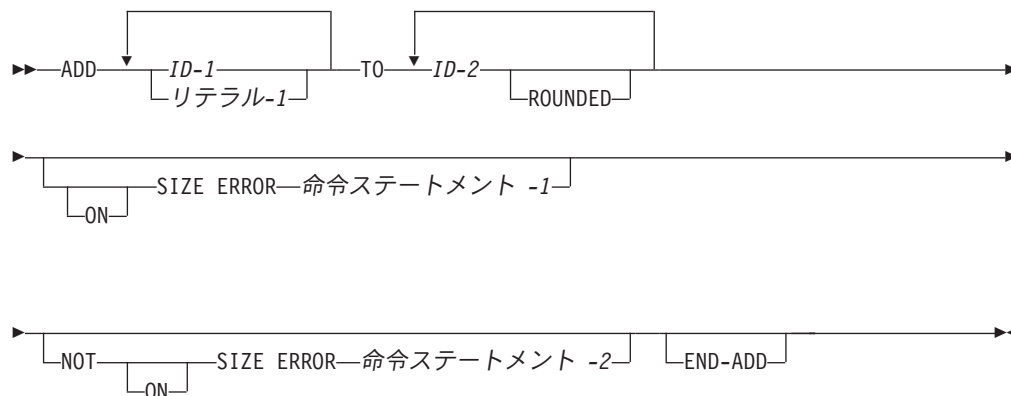 ADD ID-1 TO ID-2
リテラル-1 ROUNDED
SIZE ERROR 命令ステートメント -1
ON
NOT SIZE ERROR 命令ステートメント -2 END-ADD
ON